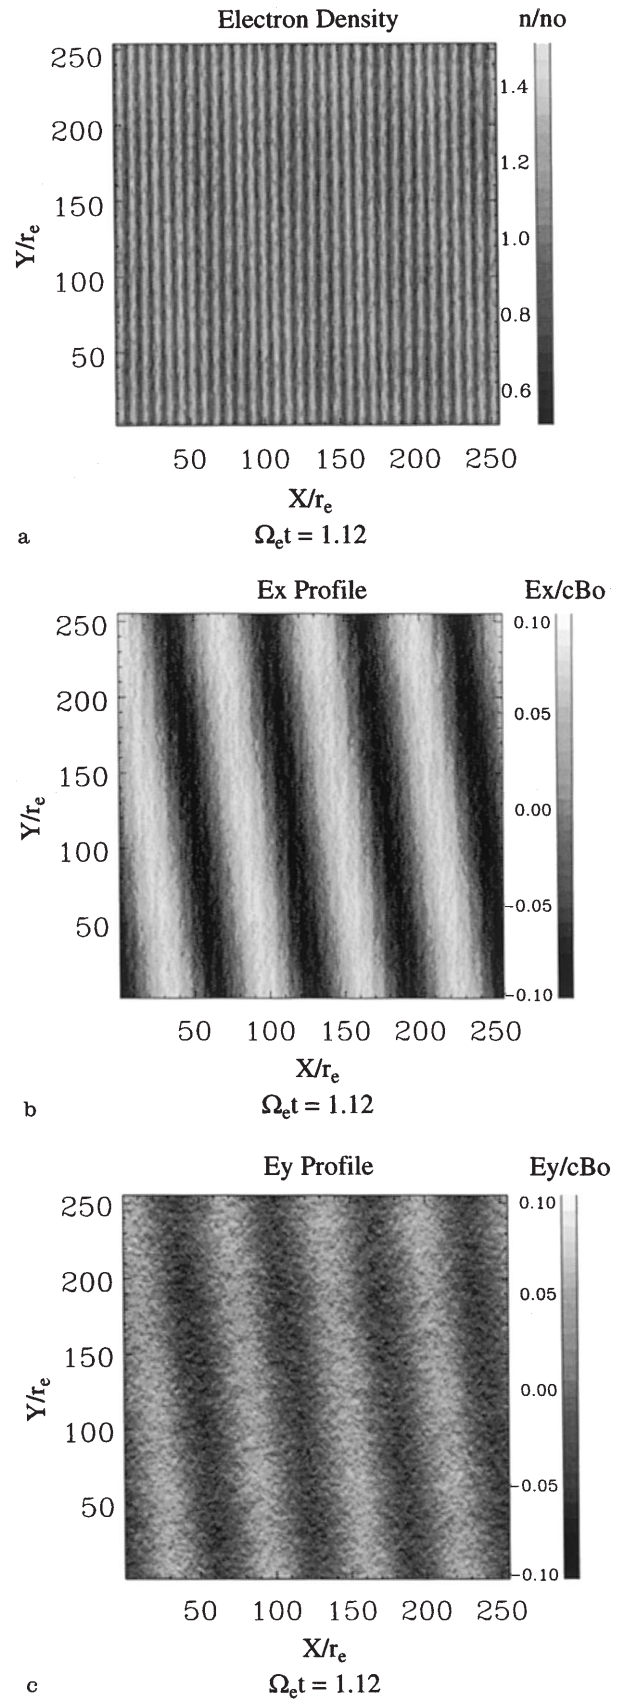 Electron Density n/no
250
200
150
100
50
Y/re
1.4
1.2
1.0
0.8
0.6
50 100 150 200 250
X/re
a Ωet = 1.12
Ex Profile Ex/cBo
250
200
150
100
50
Y/re
0.10
0.05
0.00
-0.05
-0.10
50 100 150 200 250
X/re
b Ωet = 1.12
Ey Profile Ey/cBo
250
200
150
100
50
Y/re
0.10
0.05
0.00
-0.05
-0.10
50 100 150 200 250
X/re
c Ωet = 1.12